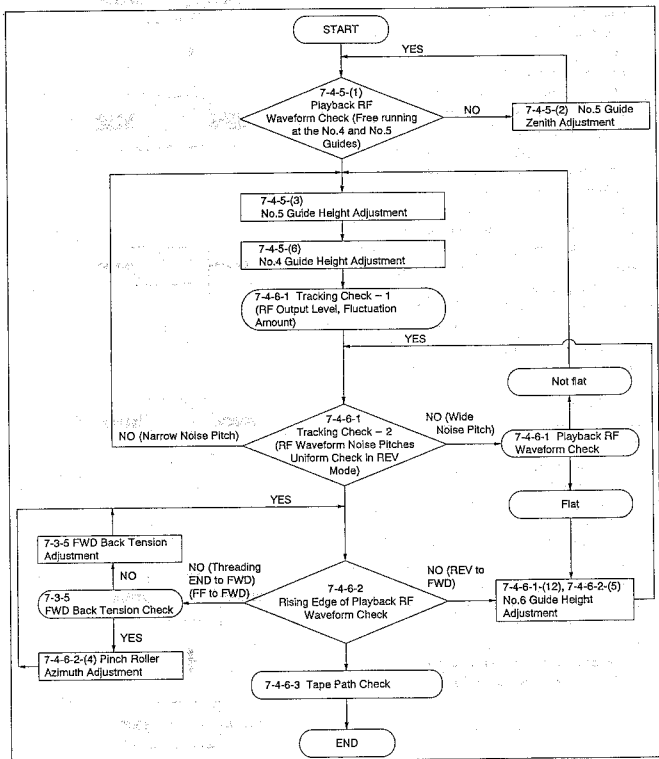 START
YES
7-4-5-(1)
Playback RF
Waveform Check (Free running
at the No.4 and No.5
Guides)
NO
7-4-5-(2) No.5 Guide
Zenith Adjustment
7-4-5-(3)
No.5 Guide Height Adjustment
7-4-5-(6)
No.4 Guide Height Adjustment
7-4-6-1 Tracking Check – 1
(RF Output Level, Fluctuation
Amount)
YES
Not flat
7-4-6-1
Tracking Check – 2
(RF Waveform Noise Pitches
Uniform Check in REV
Mode)
NO (Narrow Noise Pitch)
NO (Wide
Noise Pitch)
7-4-6-1 Playback RF
Waveform Check
Flat
YES
7-3-5 FWD Back Tension
Adjustment
NO
7-3-5
FWD Back Tension Check
YES
7-4-6-2-(4) Pinch Roller
Azimuth Adjustment
NO (Threading
END to FWD)
(FF to FWD)
7-4-6-2
Rising Edge of Playback RF
Waveform Check
NO (REV to
FWD)
7-4-6-1-(12), 7-4-6-2-(5)
No.6 Guide Height
Adjustment
7-4-6-3 Tape Path Check
END